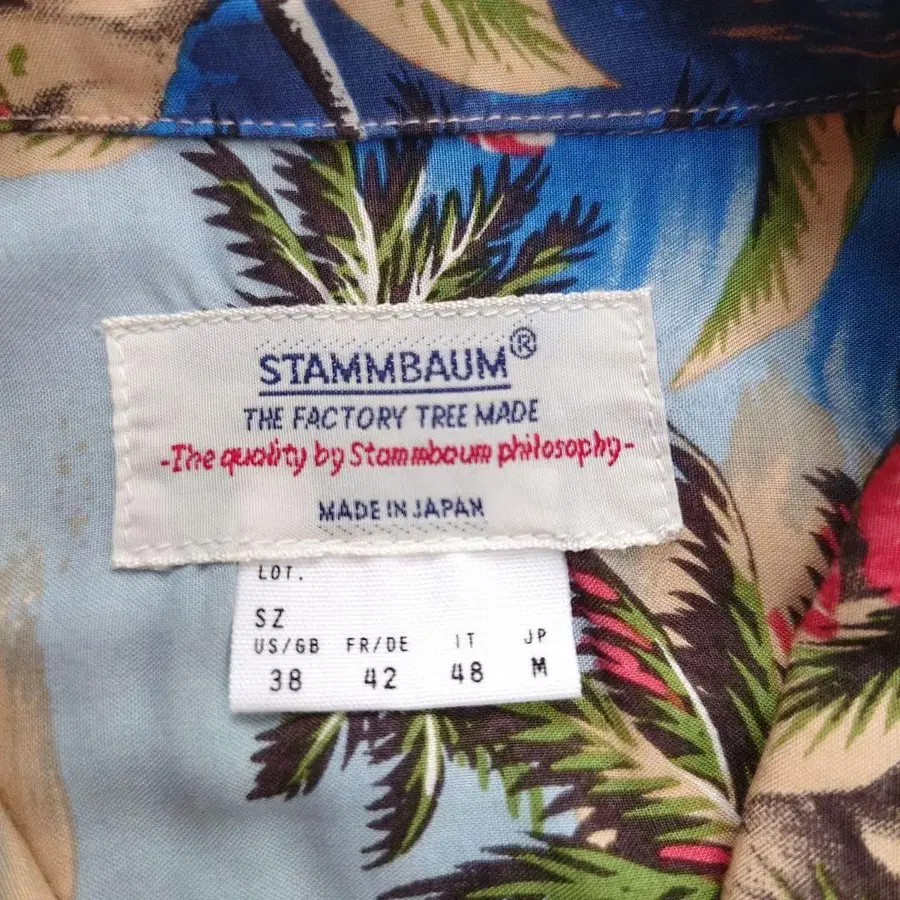 STAMMBAUM®
THE FACTORY TREE MADE
-The quality by Stammbaum philosophy-
MADE IN JAPAN
LOT.
SZ
US/GB FR/DE IT JP
38 42 48 M